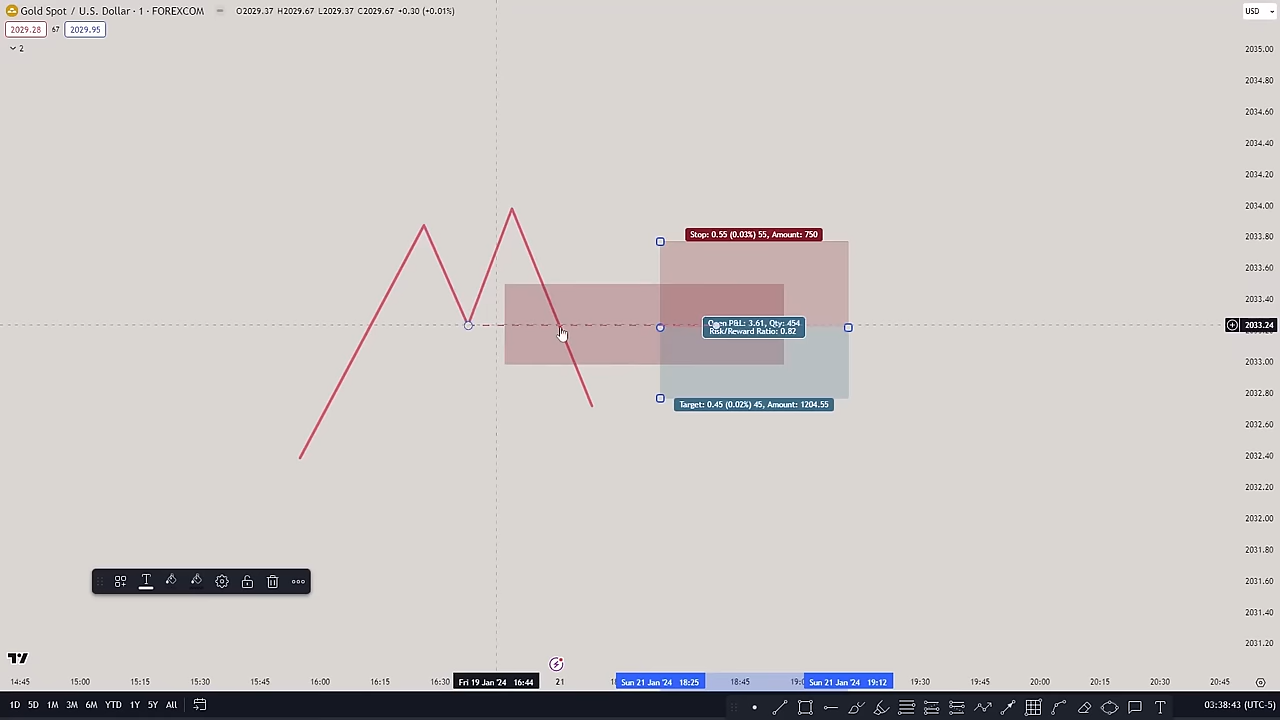 Gold Spot / U.S. Dollar · 1 · FOREXCOM
O2029.37 H2029.67 L2029.37 C2029.67 +0.30 (+0.01%)
2029.28 67 2029.95
2
USD
2035.00
2034.80
2034.60
2034.40
2034.20
2034.00
2033.80
2033.60
2033.40
2033.24
2033.00
2032.80
2032.60
2032.40
2032.20
2032.00
2031.80
2031.60
2031.40
2031.20
Stop: 0.55 (0.03%) 55, Amount: 750
Open P&L: 3.61, Qty: 454
Risk/Reward Ratio: 0.82
Target: 0.45 (0.02%) 45, Amount: 1204.55
14:45 15:00 15:15 15:30 15:45 16:00 16:15 16:30 Fri 19 Jan '24 16:44 21 Sun 21 Jan '24 18:25 18:45 Sun 21 Jan '24 19:12 19:30 19:45 20:00 20:15 20:30 20:45
1D 5D 1M 3M 6M YTD 1Y 5Y All
03:38:43 (UTC-5)